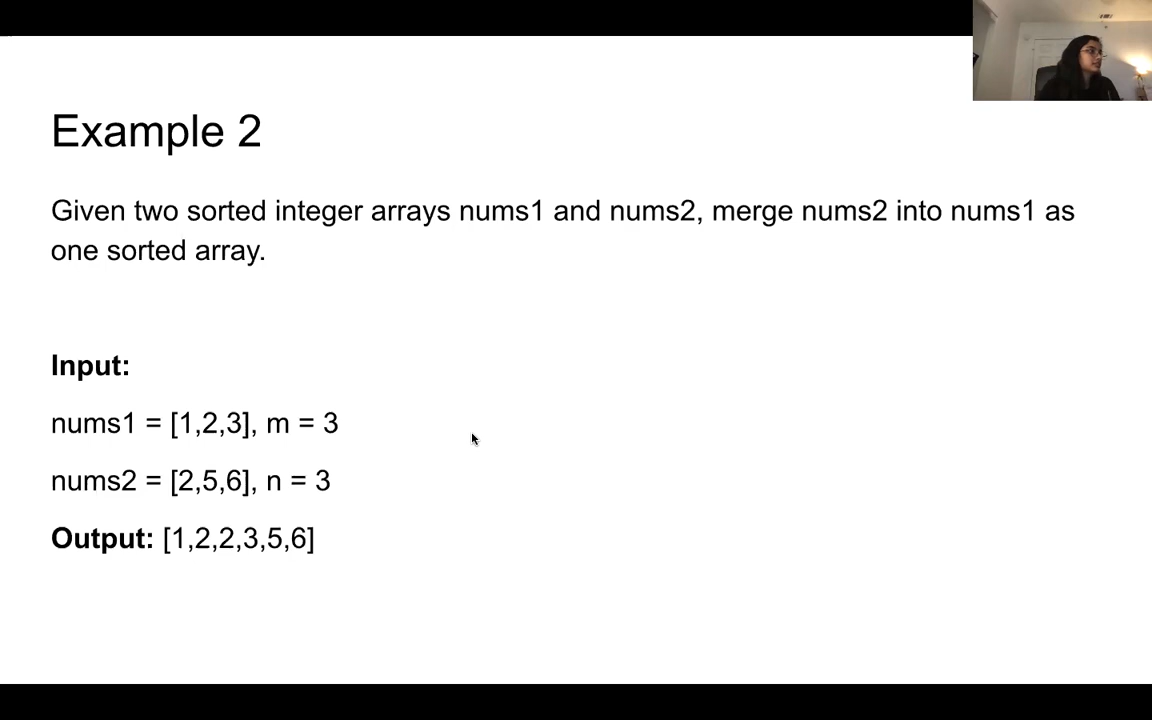 Example 2
Given two sorted integer arrays nums1 and nums2, merge nums2 into nums1 as
one sorted array.
Input:
nums1 = [1,2,3], m = 3
nums2 = [2,5,6], n = 3
Output: [1,2,2,3,5,6]